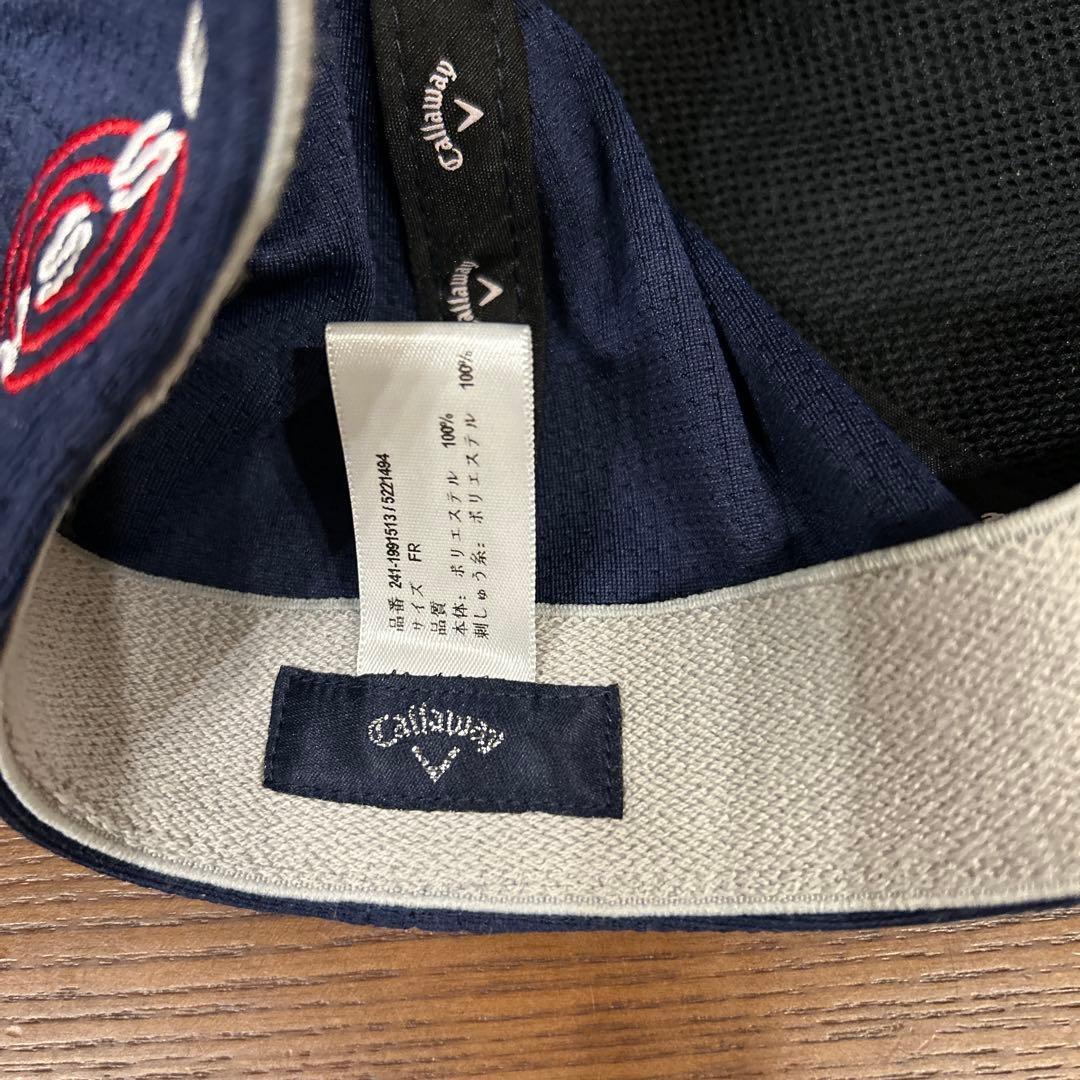 Callaway
Callaway
品番 241-1991513 / 5221494
サイズ FR
品質
本体: ポリエステル 100%
刺しゅう糸: ポリエステル 100%
Callaway